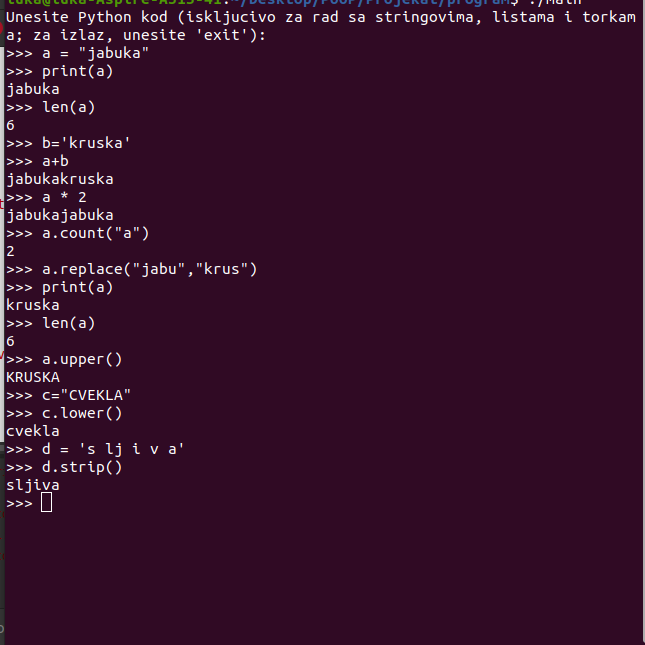 Unesite Python kod (iskljucivo za rad sa stringovima, listama i torkam
a; za izlaz, unesite 'exit'):
>>> a = "jabuka"
>>> print(a)
jabuka
>>> len(a)
6
>>> b='kruska'
>>> a+b
jabukakruska
>>> a * 2
jabukajabuka
>>> a.count("a")
2
>>> a.replace("jabu","krus")
>>> print(a)
kruska
>>> len(a)
6
>>> a.upper()
KRUSKA
>>> c="CVEKLA"
>>> c.lower()
cvekla
>>> d = 's lj i v a'
>>> d.strip()
sljiva
>>>